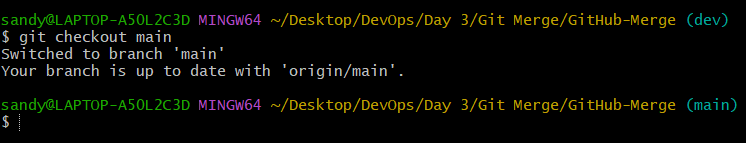 sandy@LAPTOP-A50L2C3D MINGW64 ~/Desktop/DevOps/Day 3/Git Merge/GitHub-Merge (dev)
$ git checkout main
Switched to branch 'main'
Your branch is up to date with 'origin/main'.
sandy@LAPTOP-A50L2C3D MINGW64 ~/Desktop/DevOps/Day 3/Git Merge/GitHub-Merge (main)
$